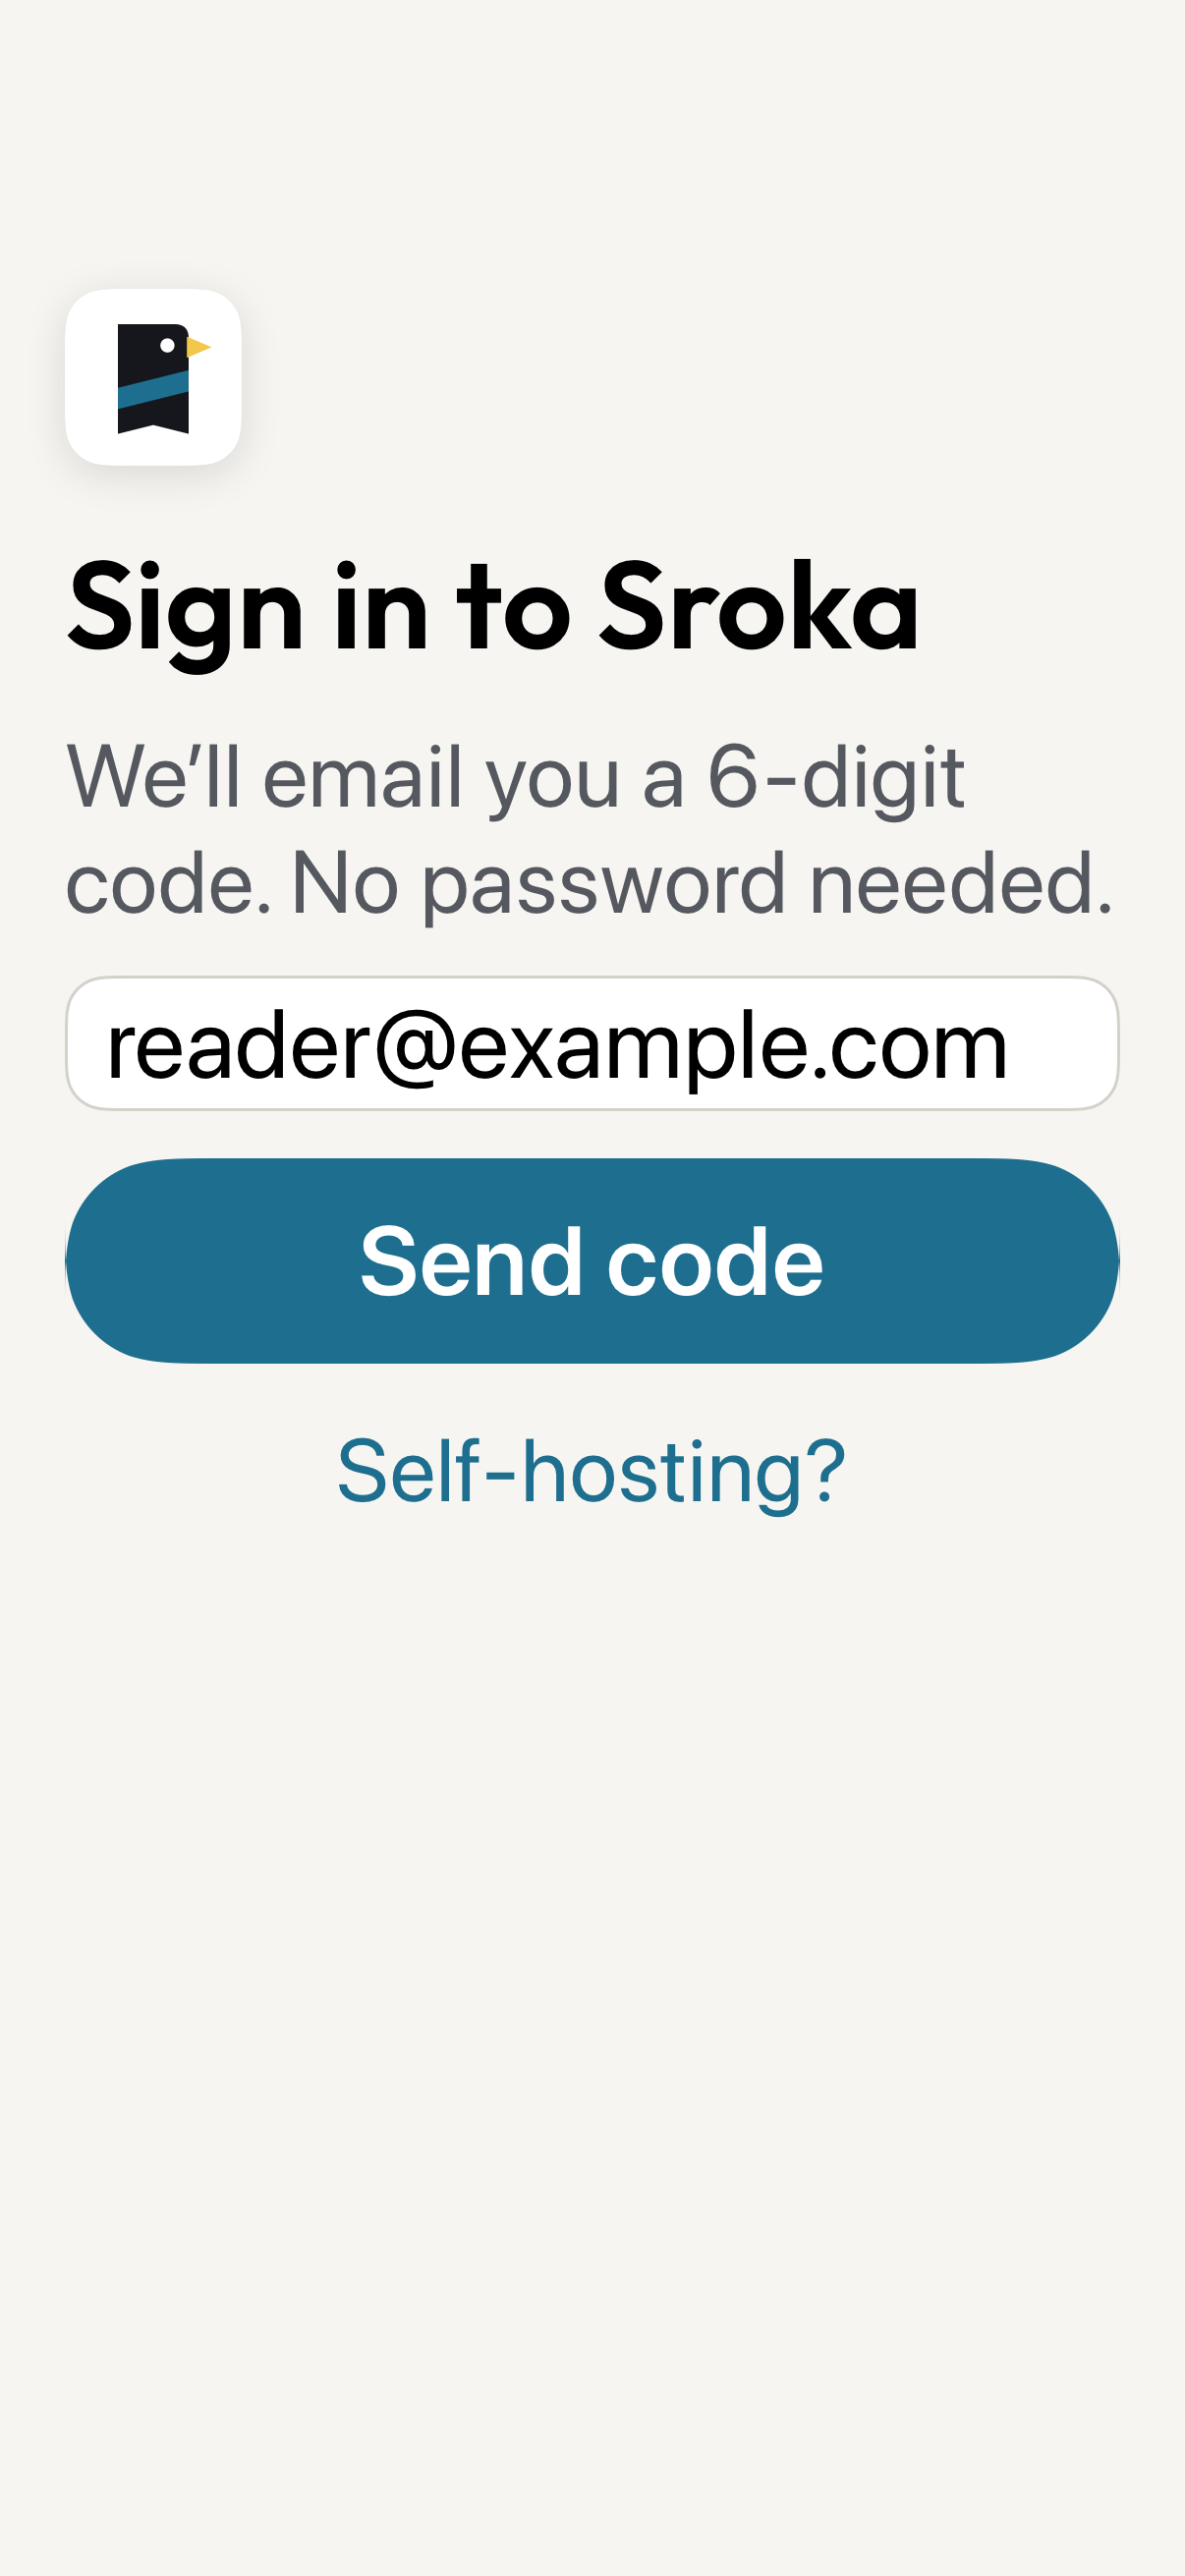 Sign in to Sroka
We’ll email you a 6-digit
code. No password needed.
reader@example.com
Send code
Self-hosting?